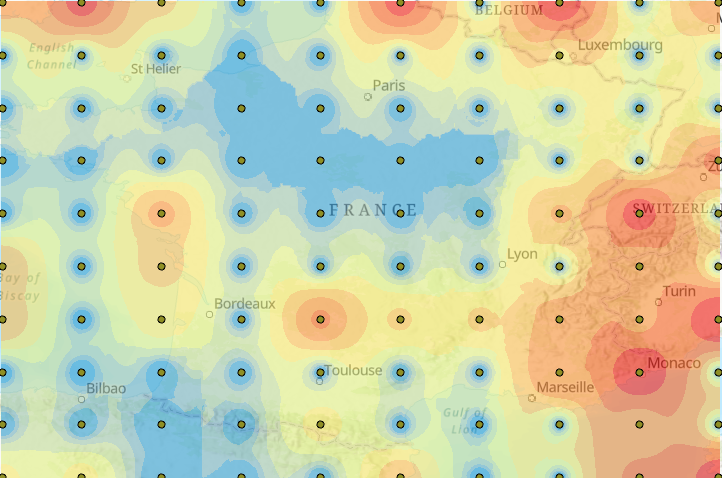 BELGIUM
English
Channel
Luxembourg
St Helier
Paris
FRANCE
SWITZERLA
Lyon
Bay of
Biscay
Turin
Bordeaux
Monaco
Toulouse
Marseille
Bilbao
Gulf of
Lion